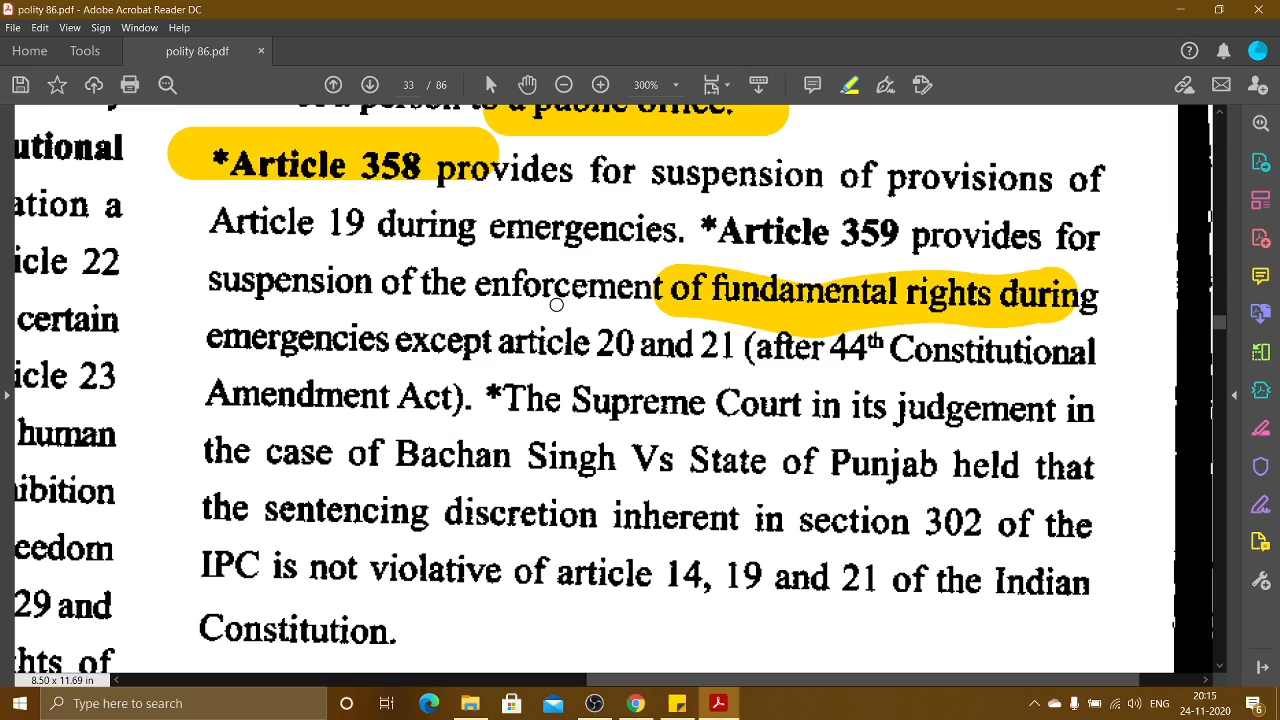 polity 86.pdf - Adobe Acrobat Reader DC
File Edit View Sign Window Help
Home Tools polity 86.pdf ×
33 / 86 300%
of a person to a public office.
*Article 358 provides for suspension of provisions of
Article 19 during emergencies. *Article 359 provides for
suspension of the enforcement of fundamental rights during
emergencies except article 20 and 21 (after 44th Constitutional
Amendment Act). *The Supreme Court in its judgement in
the case of Bachan Singh Vs State of Punjab held that
the sentencing discretion inherent in section 302 of the
IPC is not violative of article 14, 19 and 21 of the Indian
Constitution.
utional
ation a
icle 22
certain
icle 23
human
ibition
eedom
29 and
hts of
8.50 x 11.69 in
Type here to search
ENG
20:15
24-11-2020
6